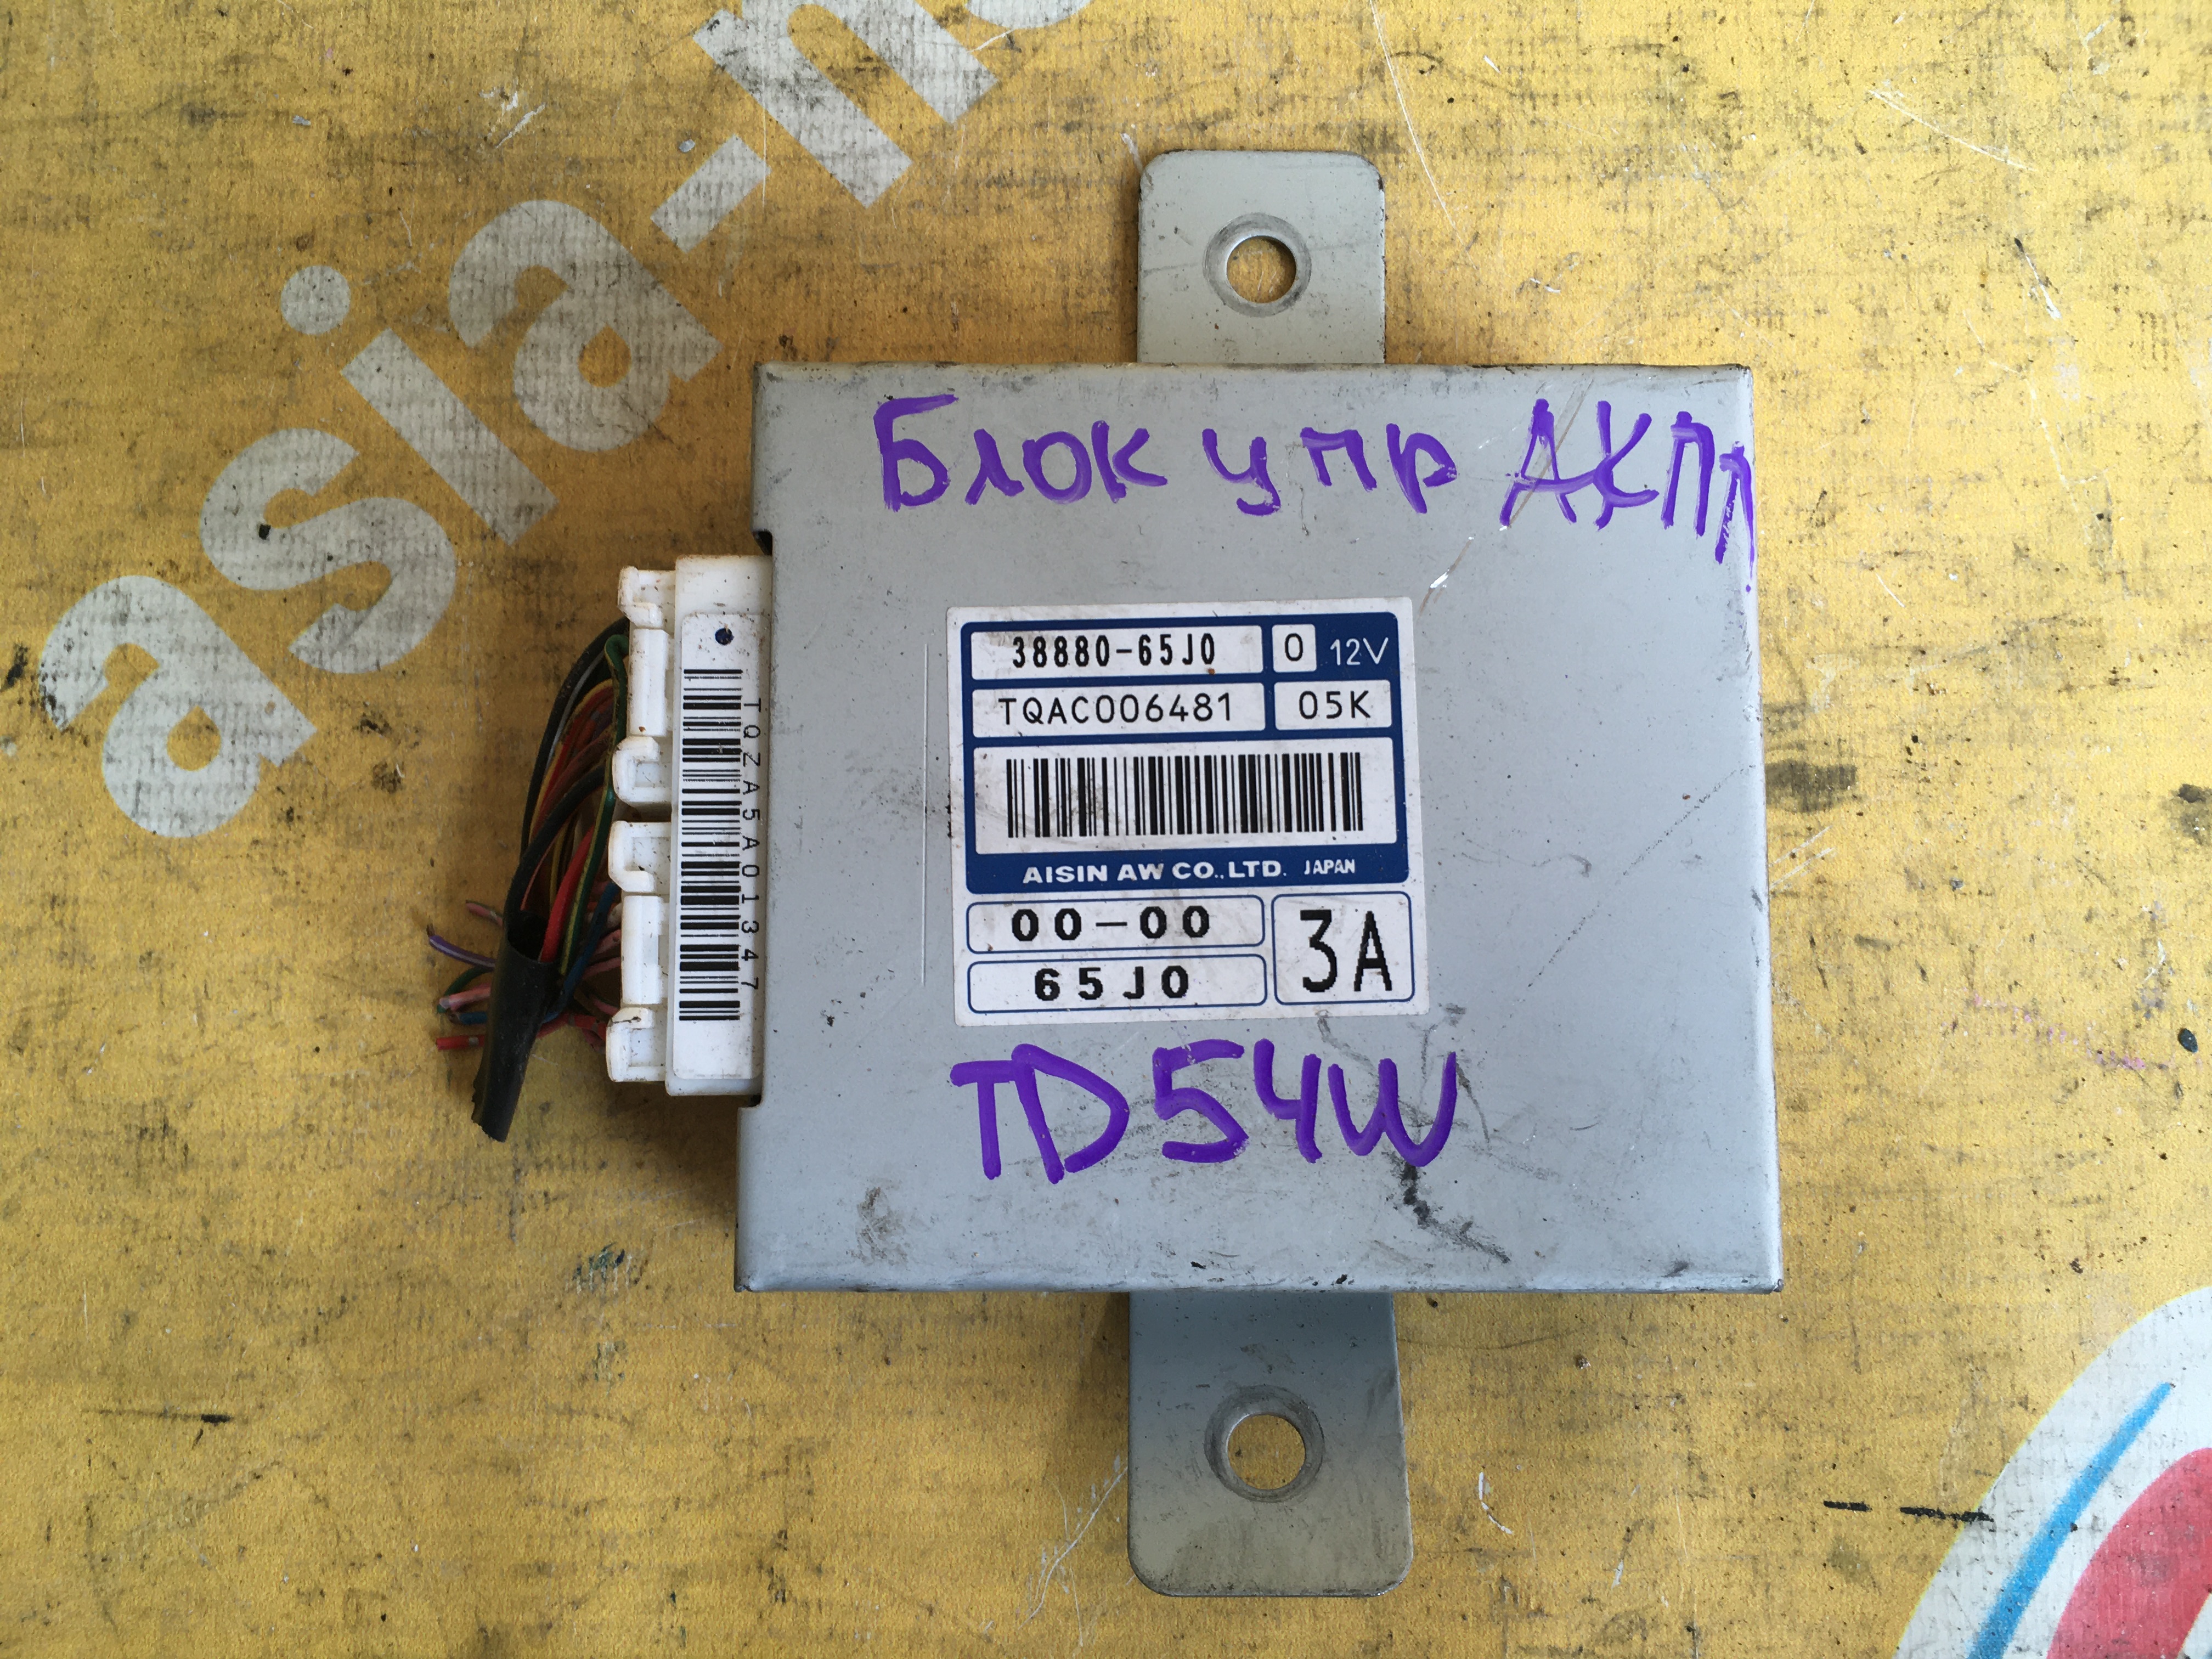 asia-n
Блок упр АКПП
38880-65J0 0 12V
TQAC006481 05K
AISIN AW CO.,LTD. JAPAN
00-00
65J0
3A
TQZA5A01347
TD54W